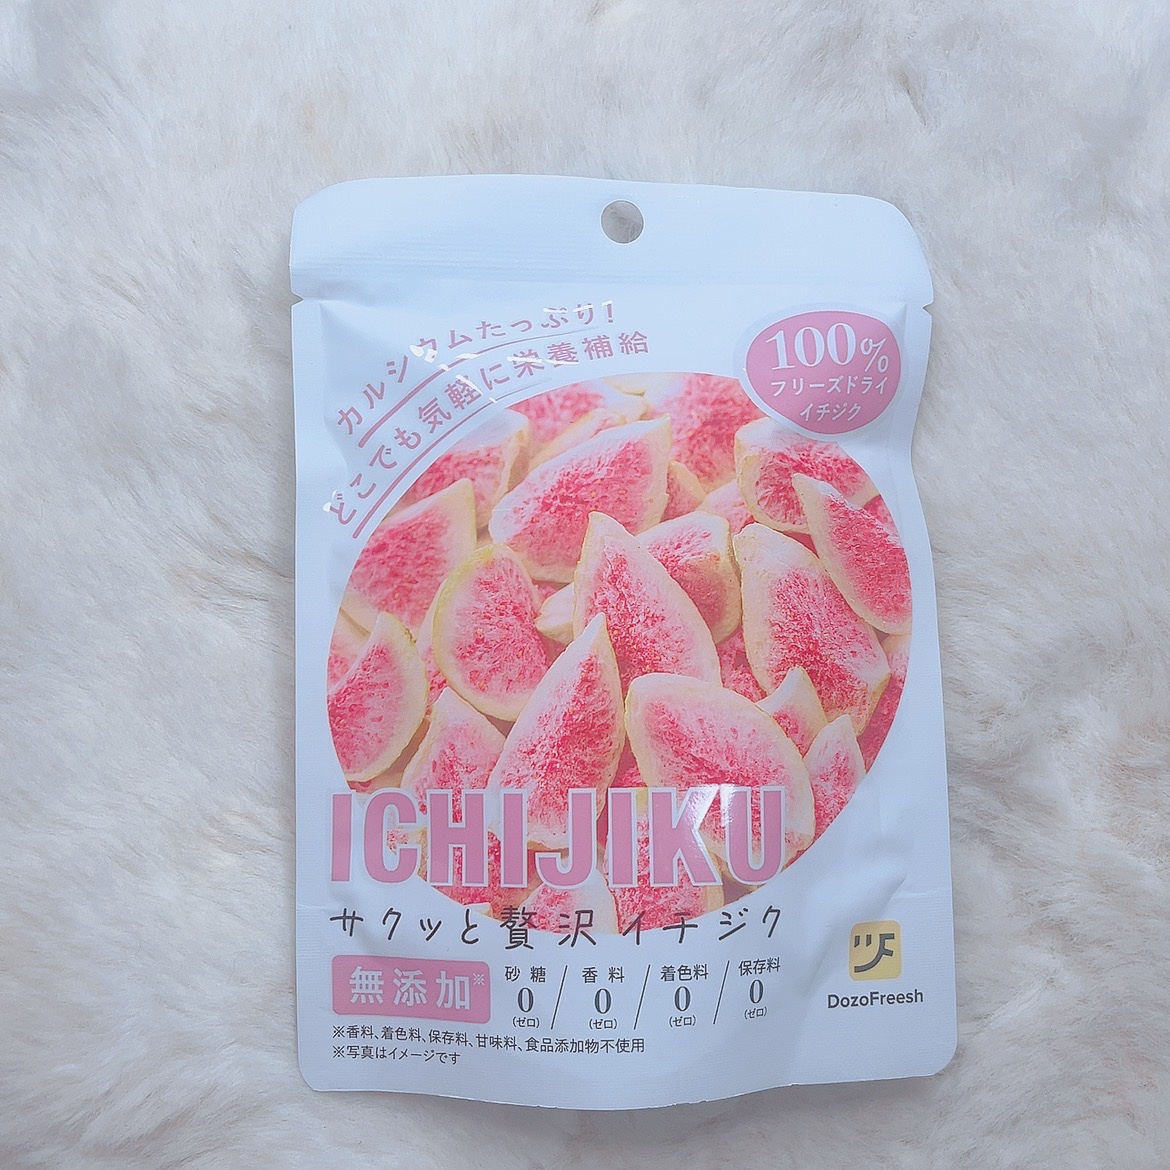 カルシウムたっぷり!
どこでも気軽に栄養補給
100%
フリーズドライ
イチジク
ICHIJIKU
サクッと贅沢イチジク
無添加※
砂糖 0 (ゼロ) / 香料 0 (ゼロ) / 着色料 0 (ゼロ) / 保存料 0 (ゼロ)
DozoFreesh
※香料、着色料、保存料、甘味料、食品添加物不使用
※写真はイメージです